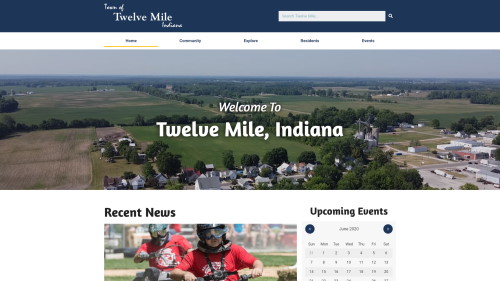 Town of
Twelve Mile
Indiana
Search Twelve Mile...
Home
Community
Explore
Residents
Events
Welcome To
Twelve Mile, Indiana
Recent News
Upcoming Events
June 2020
Sun Mon Tue Wed Thu Fri Sat
31 1 2 3 4 5 6
7 8 9 10 11 12 13
14 15 16 17 18 19 20
21 22 23 24 25 26 27